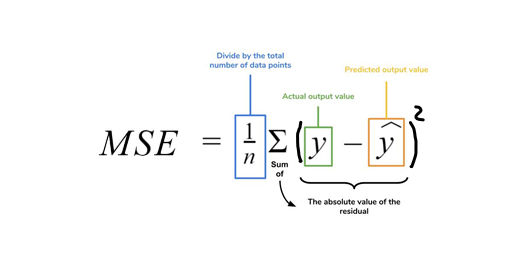 Divide by the total
number of data points
Predicted output value
Actual output value
MSE = 1/n Σ (y − ŷ)²
Sum
of
The absolute value of the
residual